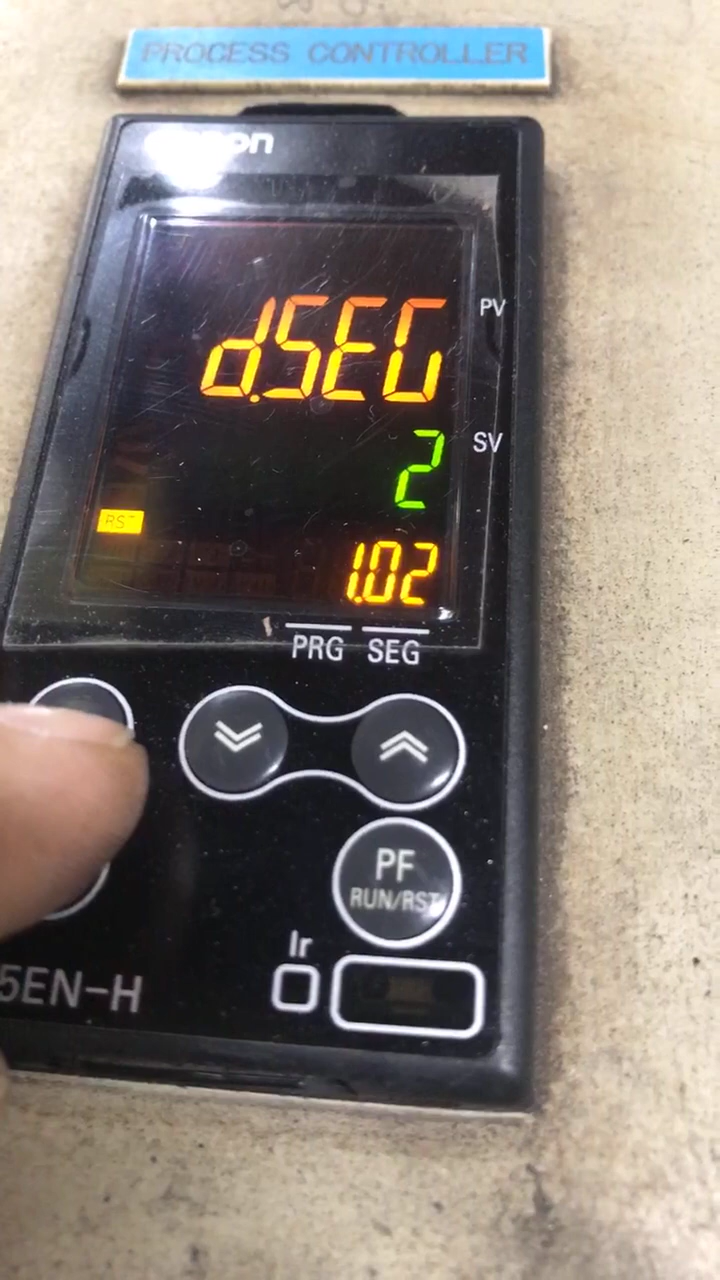 PROCESS CONTROLLER
d.SEG
PV
2
SV
RST
1.02
PRG SEG
PF
RUN/RST
Ir
5EN-H